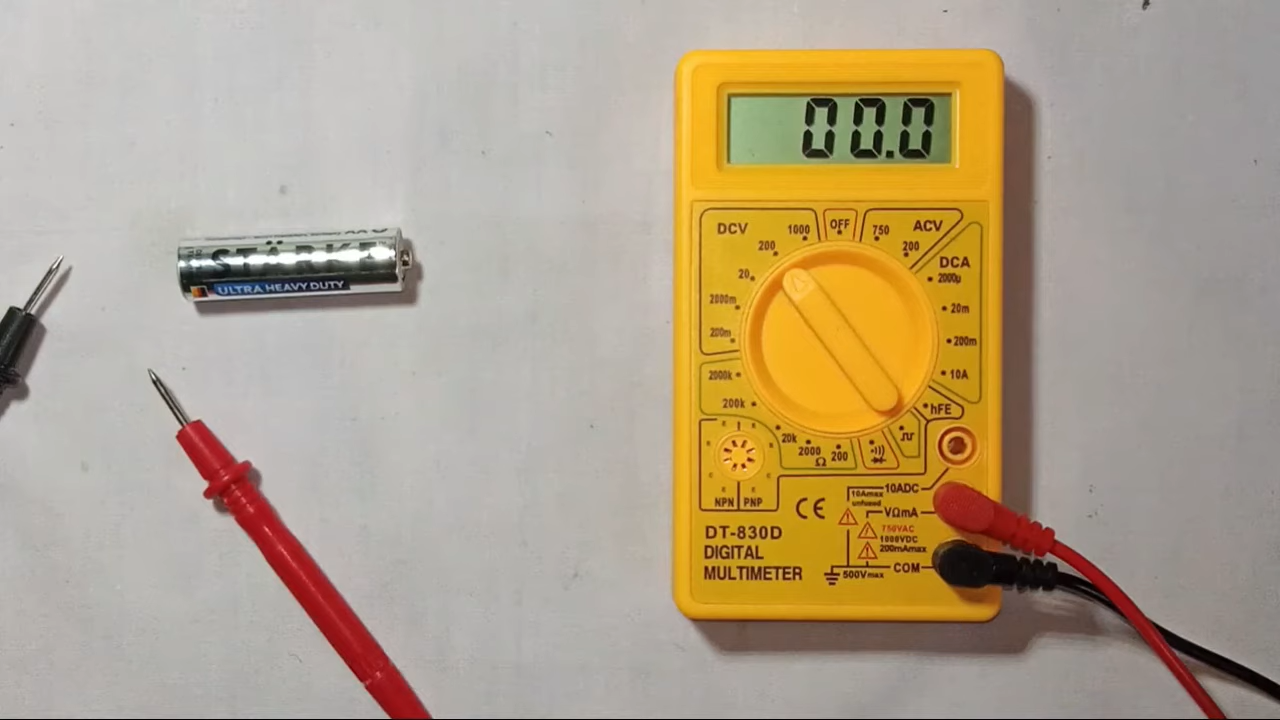 00.0
OFF
DCV
1000
750
ACV
200
200
DCA
20
2000µ
2000m
20m
200m
200m
2000k
10A
200k
hFE
20k
2000
200
Ω
NPN
PNP
CE
10Amax
unfused
10ADC
VΩmA
750VAC
1000VDC
200mAmax
COM
500Vmax
DT-830D
DIGITAL
MULTIMETER
STÄRKE
ULTRA HEAVY DUTY